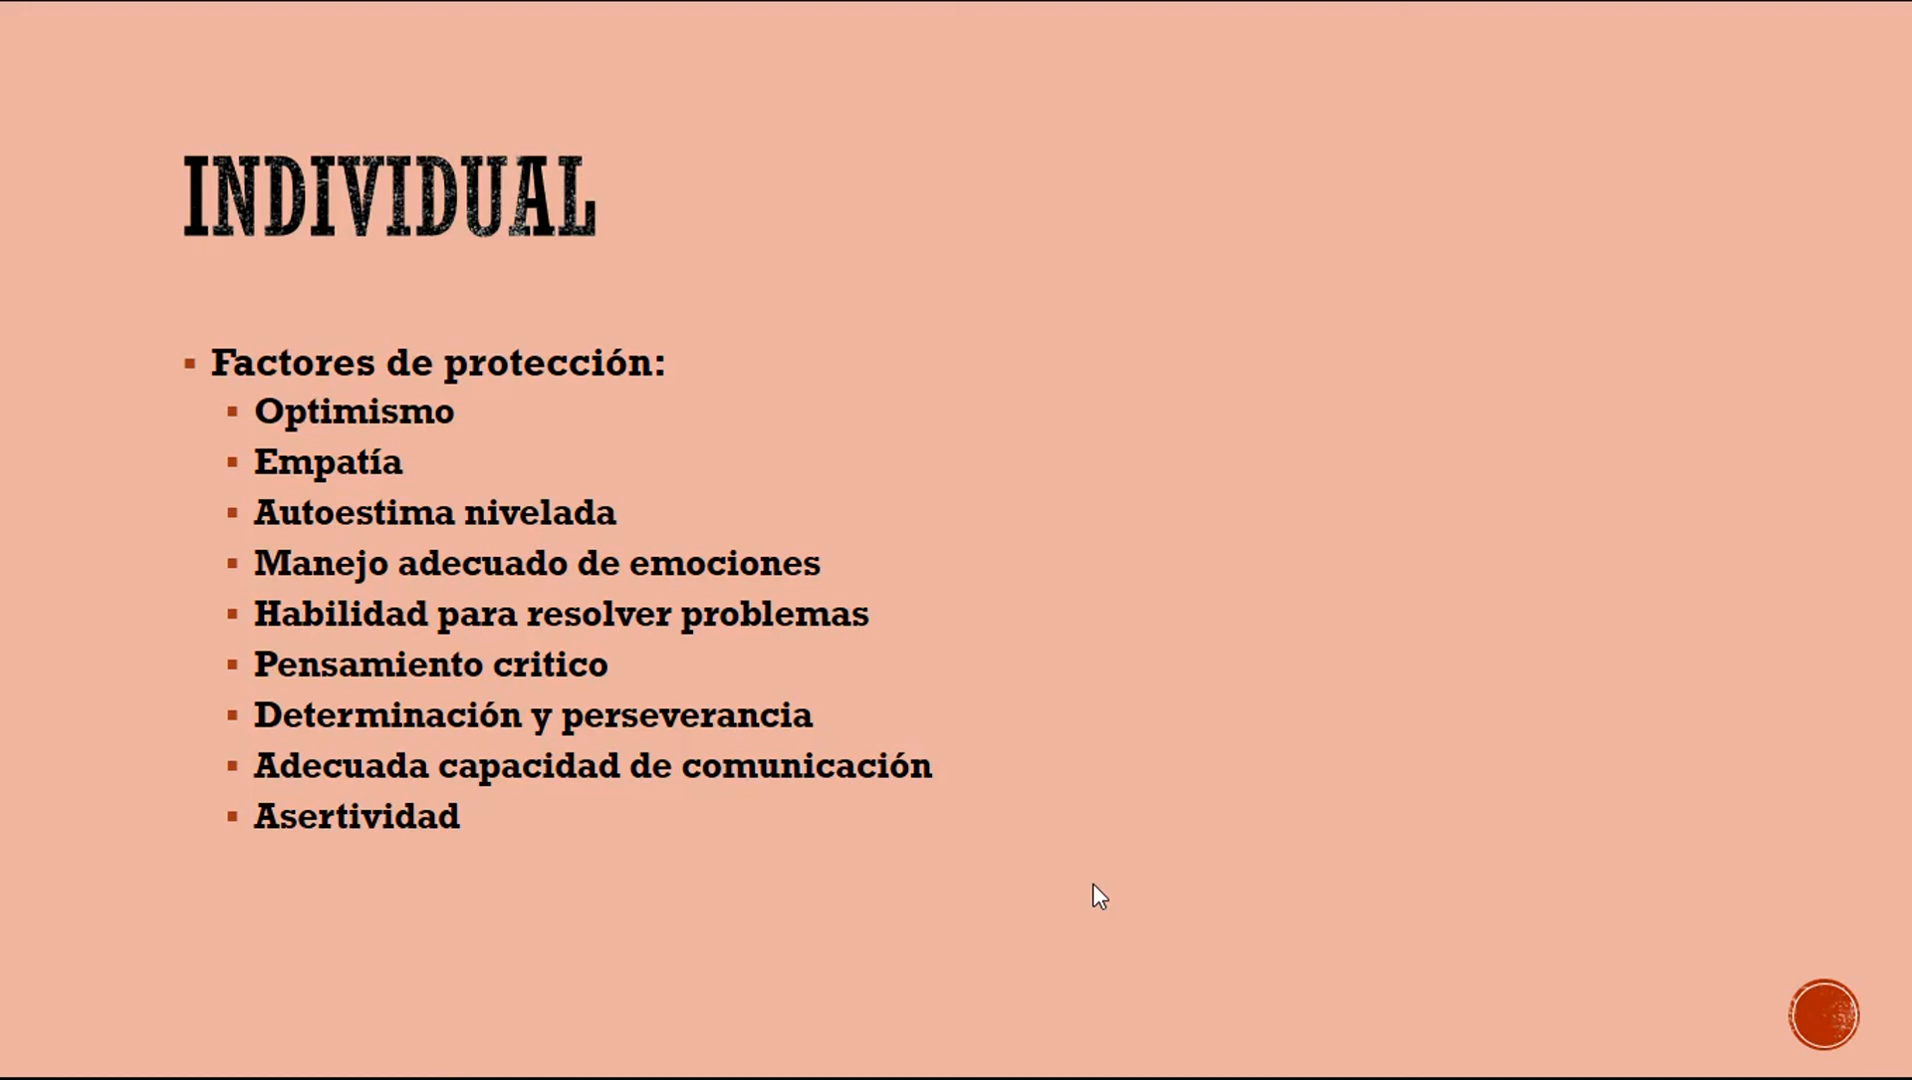 INDIVIDUAL
Factores de protección:
Optimismo
Empatía
Autoestima nivelada
Manejo adecuado de emociones
Habilidad para resolver problemas
Pensamiento critico
Determinación y perseverancia
Adecuada capacidad de comunicación
Asertividad